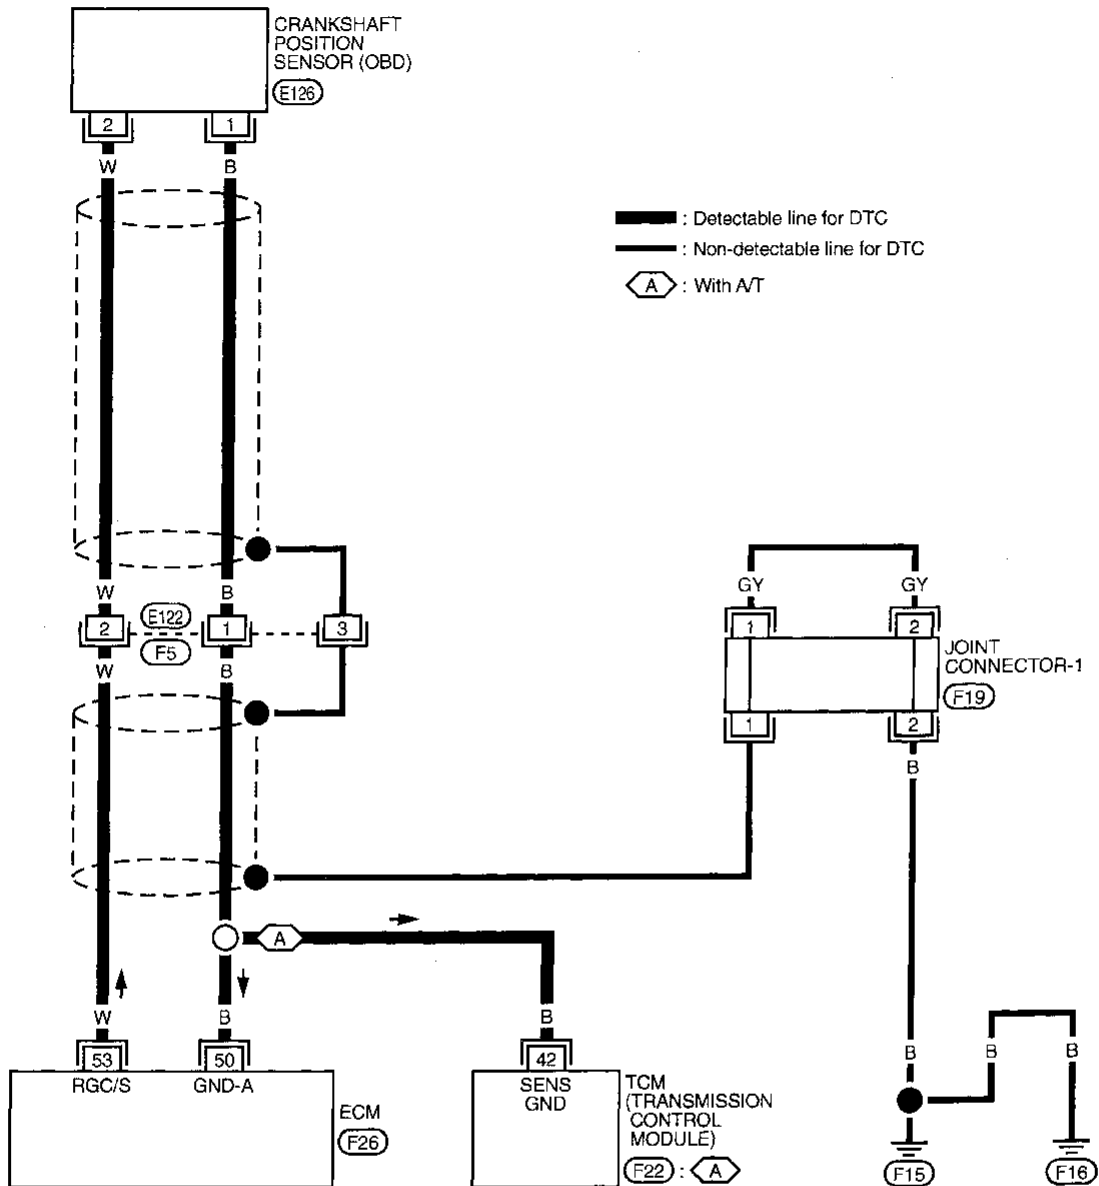 CRANKSHAFT
POSITION
SENSOR (OBD)
E126
2 1
W B
: Detectable line for DTC
: Non-detectable line for DTC
A : With A/T
W B
E122
2 1 3
F5
W B
GY GY
1 2
JOINT
CONNECTOR-1
F19
1 2
B
A
W B B
53 50 42
RGC/S GND-A
SENS
GND
ECM
F26
TCM
(TRANSMISSION
CONTROL
MODULE)
F22 : A
B B B
F15 F16